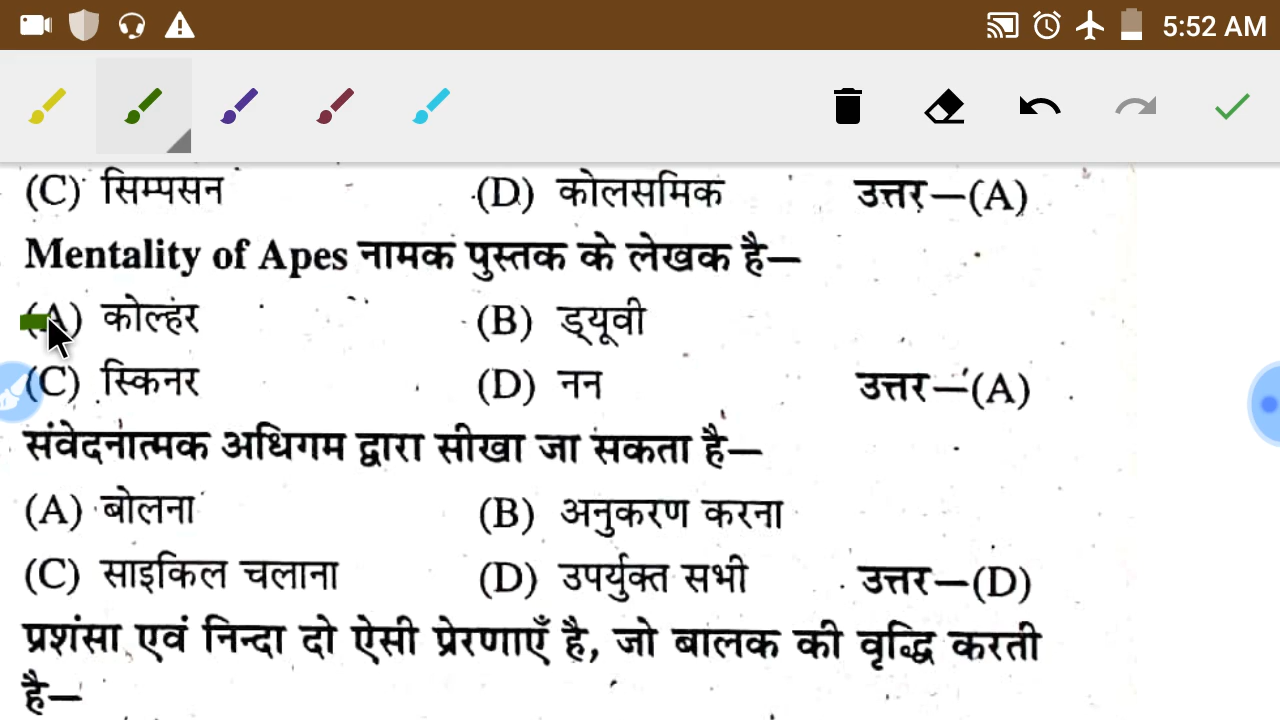 5:52 AM
(C) सिम्पसन (D) कोलसमिक उत्तर—(A)
Mentality of Apes नामक पुस्तक के लेखक है—
(A) कोल्हर (B) ड्यूवी
(C) स्किनर (D) नन उत्तर—(A)
संवेदनात्मक अधिगम द्वारा सीखा जा सकता है—
(A) बोलना (B) अनुकरण करना
(C) साइकिल चलाना (D) उपर्युक्त सभी उत्तर—(D)
प्रशंसा एवं निन्दा दो ऐसी प्रेरणाएँ है, जो बालक की वृद्धि करती
है—